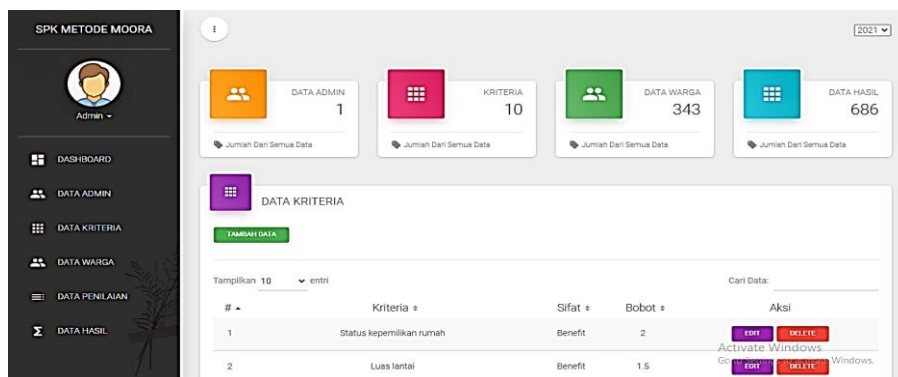 SPK METODE MOORA
Admin
DASHBOARD
DATA ADMIN
DATA KRITERIA
DATA WARGA
DATA PENILAIAN
DATA HASIL
2021
DATA ADMIN
1
Jumlah Dari Semua Data
KRITERIA
10
Jumlah Dari Semua Data
DATA WARGA
343
Jumlah Dari Semua Data
DATA HASIL
686
Jumlah Dari Semua Data
DATA KRITERIA
TAMBAH DATA
Tampilkan 10 entri
Cari Data:
# Kriteria Sifat Bobot Aksi
1 Status kepemilikan rumah Benefit 2 EDIT DELETE
Activate Windows
2 Luas lantai Benefit 1.5 EDIT DELETE
Go to Windows.